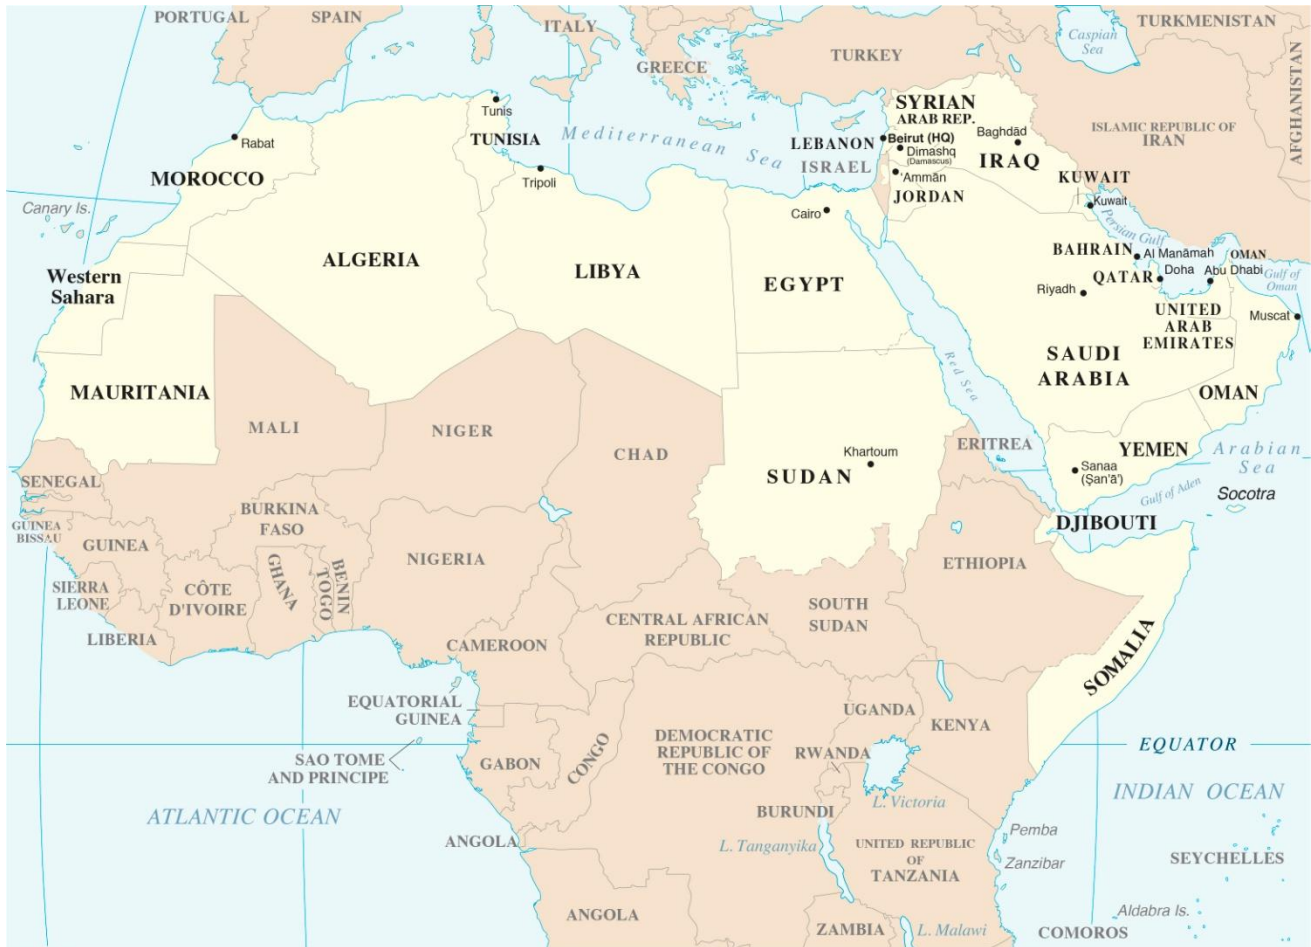 PORTUGAL
SPAIN
ITALY
GREECE
TURKEY
Caspian
Sea
TURKMENISTAN
AFGHANISTAN
ISLAMIC REPUBLIC OF
IRAN
Tunis
TUNISIA
Mediterranean Sea
SYRIAN
ARAB REP.
LEBANON
Beirut (HQ)
Dimashq
(Damascus)
ISRAEL
'Ammān
JORDAN
Baghdād
IRAQ
KUWAIT
Kuwait
Persian Gulf
Rabat
MOROCCO
Canary Is.
Tripoli
Cairo
Western
Sahara
ALGERIA
LIBYA
EGYPT
BAHRAIN
Al Manāmah
QATAR
Doha
OMAN
Abu Dhabi
Gulf of
Oman
Riyadh
UNITED
ARAB
EMIRATES
Muscat
SAUDI
ARABIA
Red Sea
OMAN
MAURITANIA
MALI
NIGER
CHAD
SUDAN
Khartoum
ERITREA
YEMEN
Sanaa
(Şan'ā')
Gulf of Aden
Arabian
Sea
Socotra
DJIBOUTI
SENEGAL
GUINEA
BISSAU
GUINEA
SIERRA
LEONE
LIBERIA
CÔTE
D'IVOIRE
BURKINA
FASO
GHANA
TOGO
BENIN
NIGERIA
CAMEROON
CENTRAL AFRICAN
REPUBLIC
SOUTH
SUDAN
ETHIOPIA
SOMALIA
EQUATORIAL
GUINEA
SAO TOME
AND PRINCIPE
GABON
CONGO
DEMOCRATIC
REPUBLIC OF
THE CONGO
UGANDA
KENYA
RWANDA
BURUNDI
L. Victoria
L. Tanganyika
UNITED REPUBLIC
OF
TANZANIA
EQUATOR
ATLANTIC OCEAN
INDIAN OCEAN
Pemba
Zanzibar
SEYCHELLES
Aldabra Is.
COMOROS
ANGOLA
ANGOLA
ZAMBIA
L. Malawi